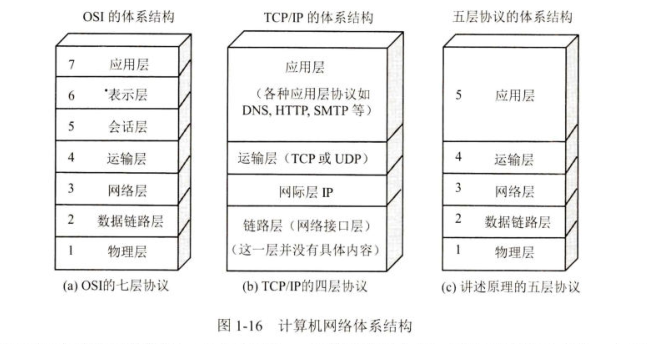 OSI 的体系结构
7 应用层
6 表示层
5 会话层
4 运输层
3 网络层
2 数据链路层
1 物理层
(a) OSI的七层协议
TCP/IP 的体系结构
应用层
（各种应用层协议如
DNS, HTTP, SMTP 等）
运输层（TCP 或 UDP）
网际层 IP
链路层（网络接口层）
（这一层并没有具体内容）
(b) TCP/IP的四层协议
五层协议的体系结构
5 应用层
4 运输层
3 网络层
2 数据链路层
1 物理层
(c) 讲述原理的五层协议
图 1-16 计算机网络体系结构